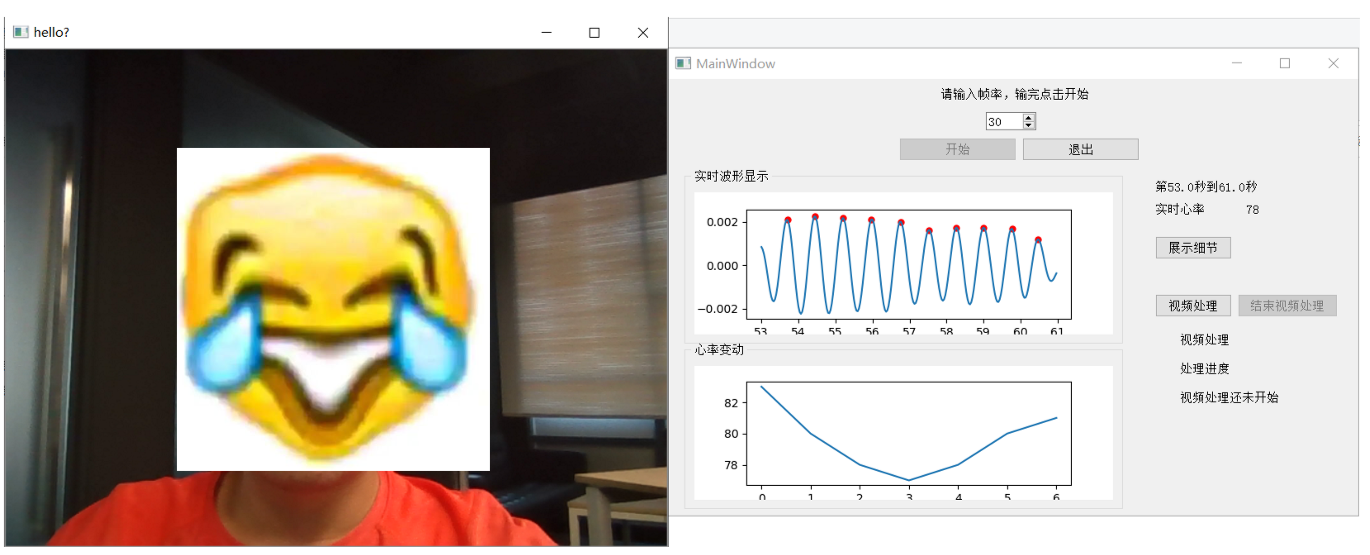 hello?
MainWindow
请输入帧率，输完点击开始
30
开始 退出
实时波形显示
0.002
0.000
−0.002
53 54 55 56 57 58 59 60 61
心率变动
82
80
78
0 1 2 3 4 5 6
第53.0秒到61.0秒
实时心率 78
展示细节
视频处理 结束视频处理
视频处理
处理进度
视频处理还未开始